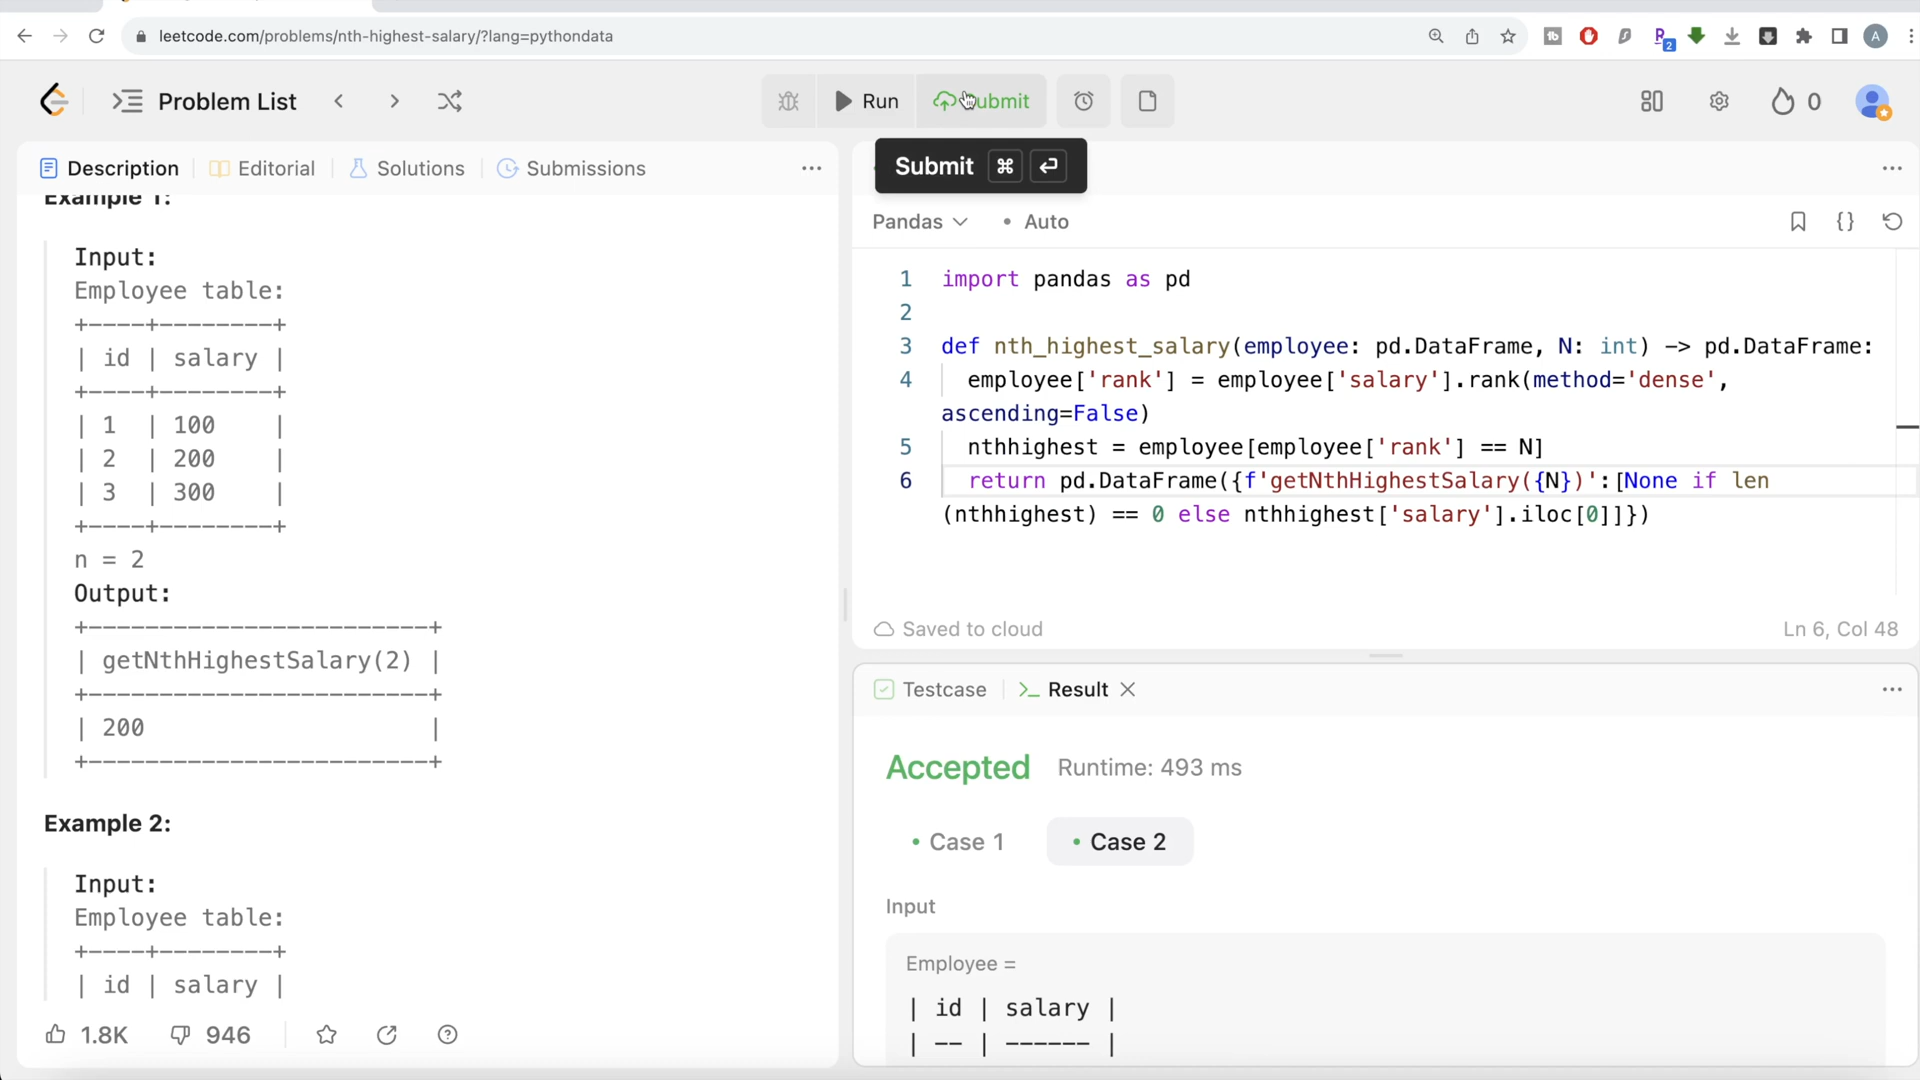 leetcode.com/problems/nth-highest-salary/?lang=pythondata
2
A
Problem List
Run
Submit
0
Description
Editorial
Solutions
Submissions
Submit ⌘ ↵
Example 1:
Input:
Employee table:
+----+--------+
| id | salary |
+----+--------+
| 1  | 100    |
| 2  | 200    |
| 3  | 300    |
+----+--------+
n = 2
Output:
+------------------------+
| getNthHighestSalary(2) |
+------------------------+
| 200                    |
+------------------------+
Example 2:
Input:
Employee table:
+----+--------+
| id | salary |
1.8K
946
Pandas
• Auto
1 import pandas as pd
2
3 def nth_highest_salary(employee: pd.DataFrame, N: int) -> pd.DataFrame:
4 employee['rank'] = employee['salary'].rank(method='dense',
ascending=False)
5 nthhighest = employee[employee['rank'] == N]
6 return pd.DataFrame({f'getNthHighestSalary({N})':[None if len
(nthhighest) == 0 else nthhighest['salary'].iloc[0]]})
Saved to cloud
Ln 6, Col 48
Testcase
>_ Result
Accepted
Runtime: 493 ms
• Case 1
• Case 2
Input
Employee =
| id | salary |
| -- | ------ |